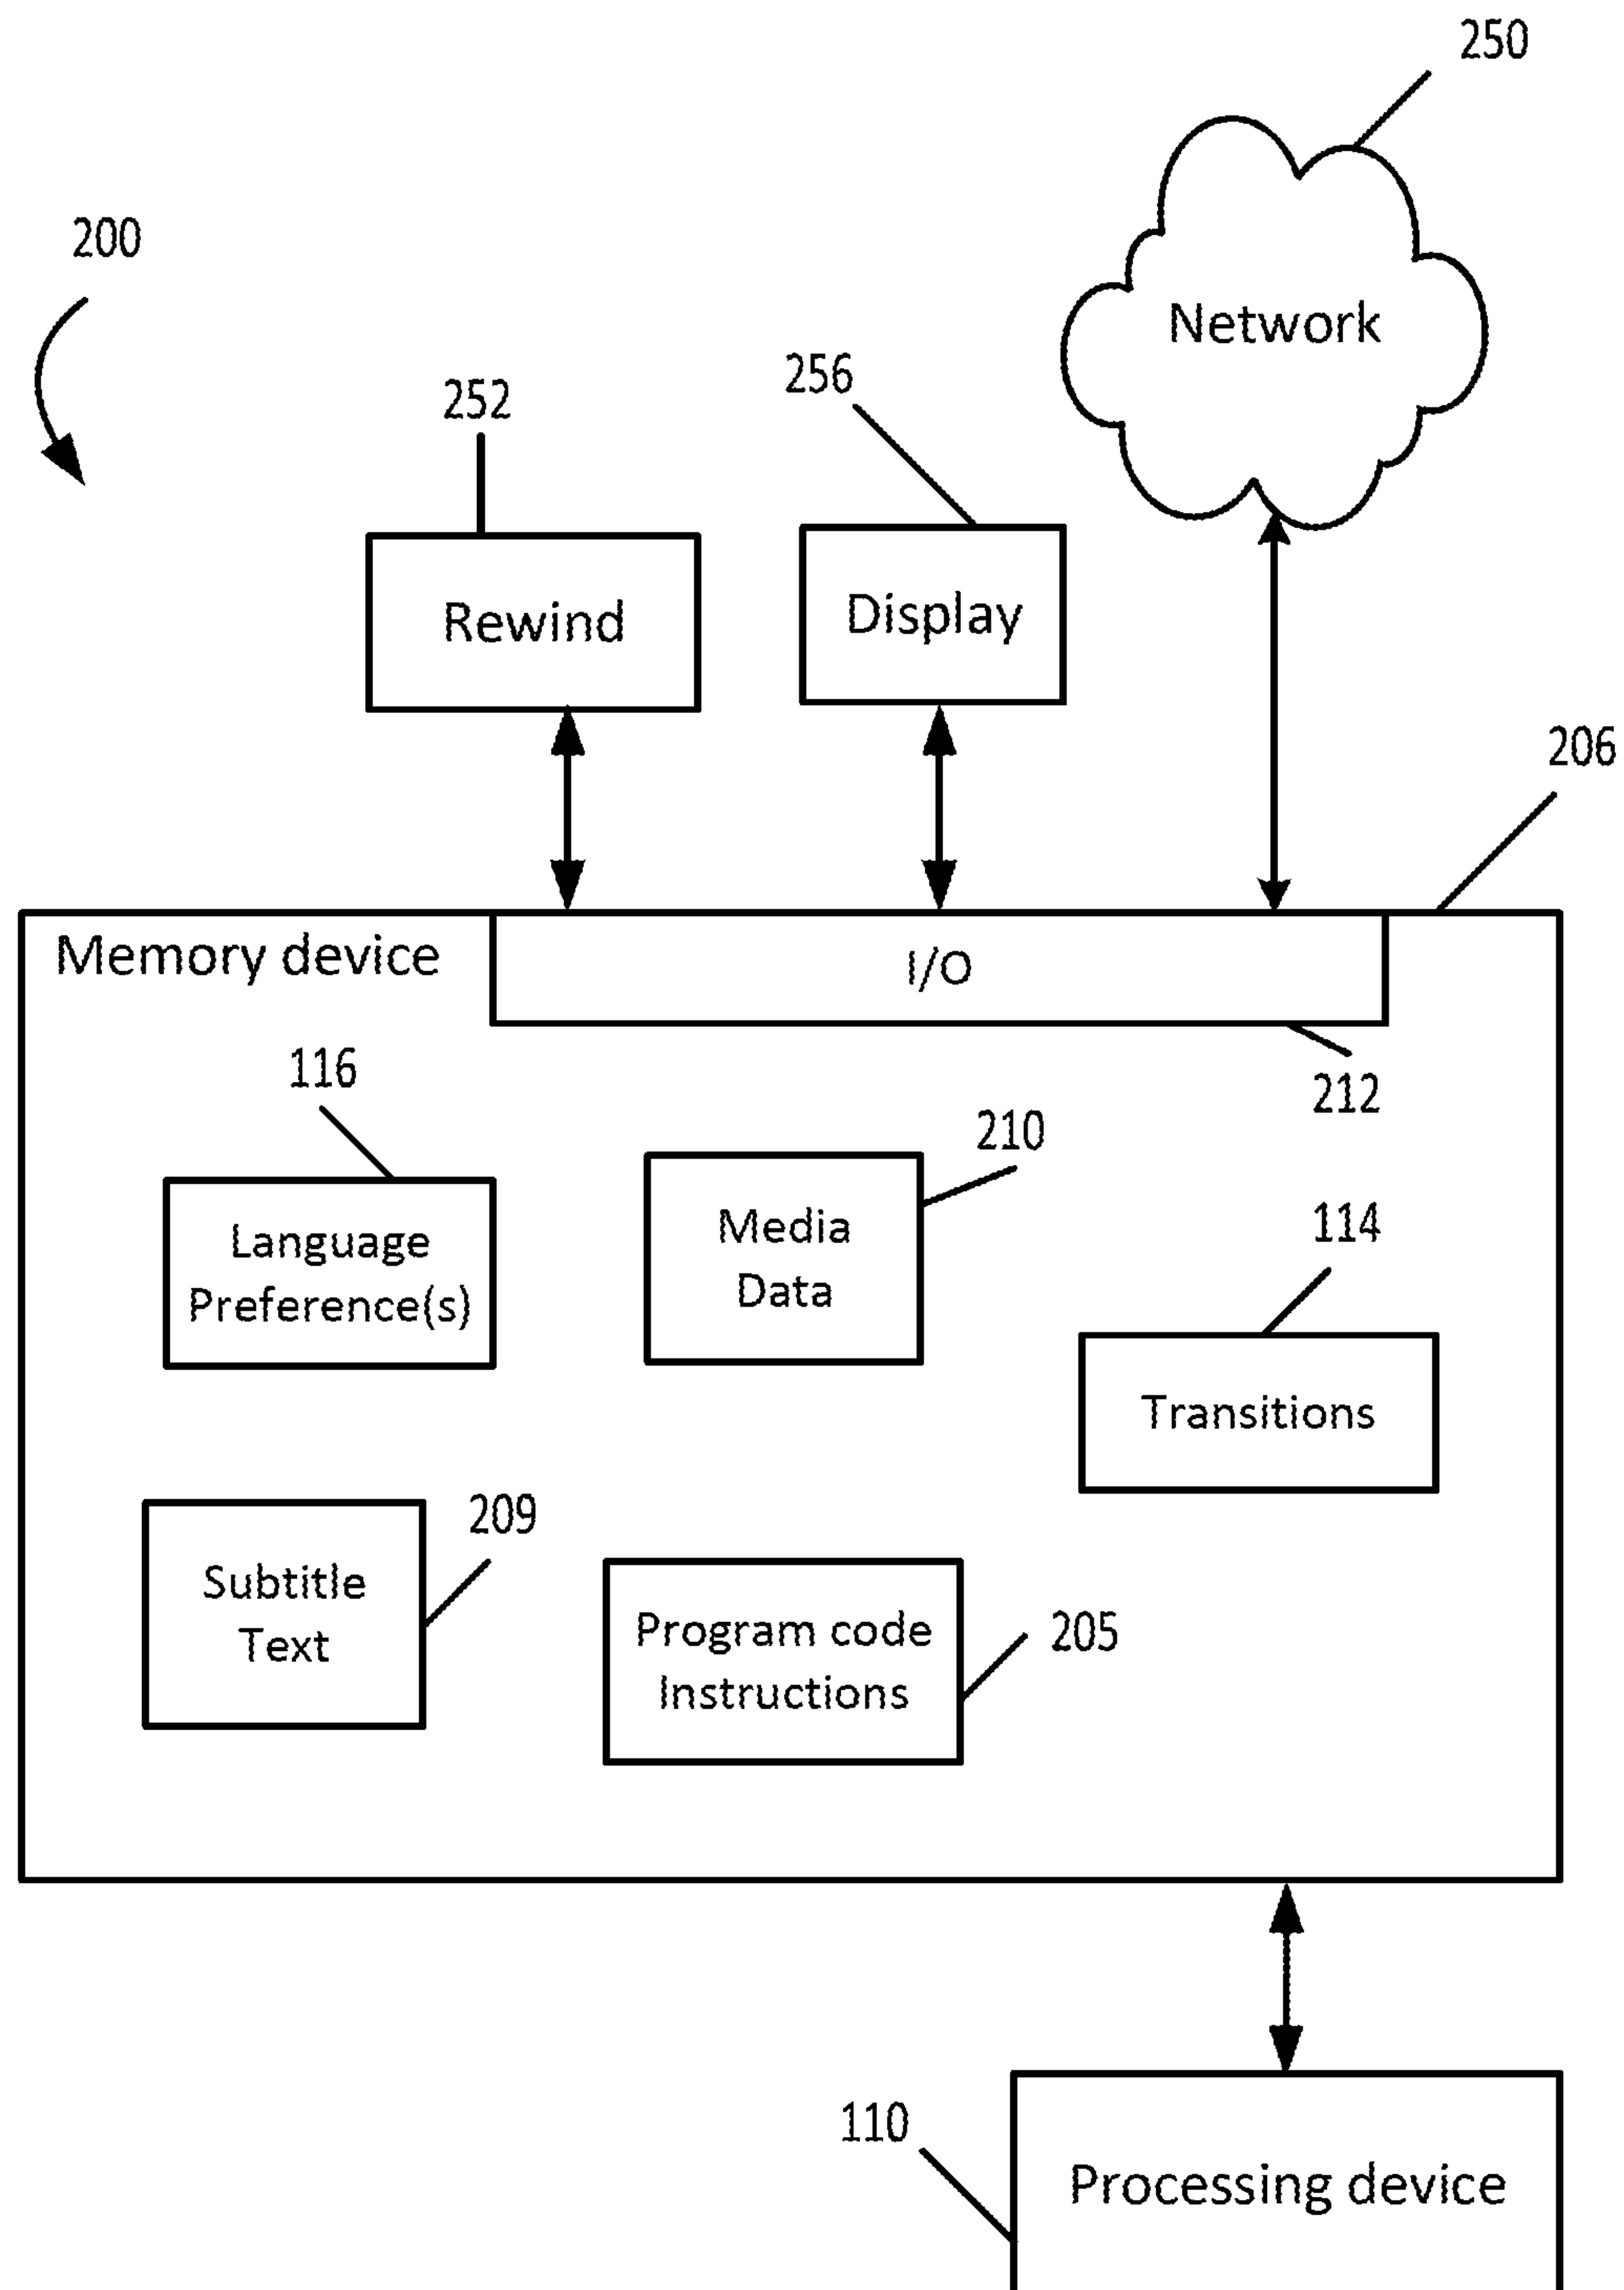 250
200
Network
256
252
Display
Rewind
206
Memory device
I/O
212
116
210
114
Language
Preference(s)
Media
Data
Transitions
209
Subtitle
Text
Program code
Instructions
205
110
Processing device